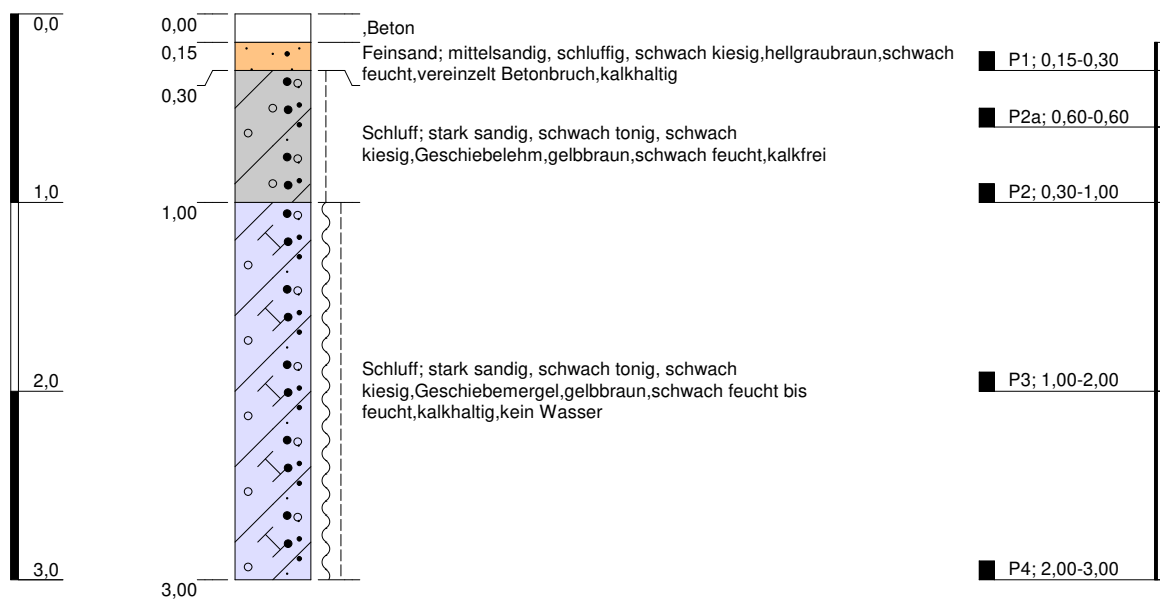 0,0
0,00
,Beton
0,15
Feinsand; mittelsandig, schluffig, schwach kiesig,hellgraubraun,schwach
feucht,vereinzelt Betonbruch,kalkhaltig
P1; 0,15-0,30
0,30
P2a; 0,60-0,60
Schluff; stark sandig, schwach tonig, schwach
kiesig,Geschiebelehm,gelbbraun,schwach feucht,kalkfrei
1,0
P2; 0,30-1,00
1,00
Schluff; stark sandig, schwach tonig, schwach
kiesig,Geschiebemergel,gelbbraun,schwach feucht bis
feucht,kalkhaltig,kein Wasser
2,0
P3; 1,00-2,00
3,0
P4; 2,00-3,00
3,00